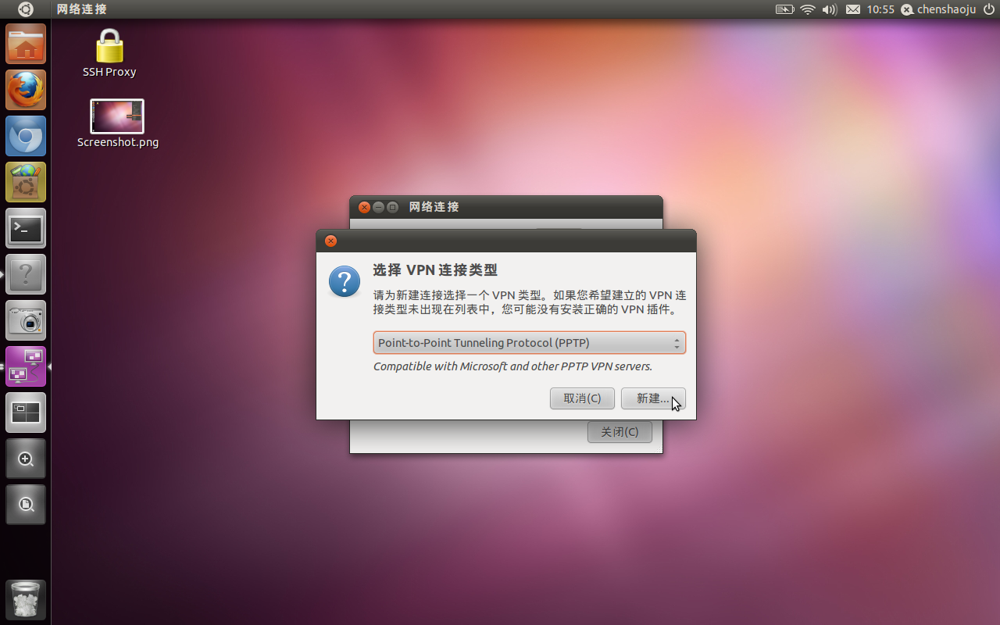 网络连接
10:55
chenshaoju
SSH Proxy
Screenshot.png
网络连接
选择 VPN 连接类型
请为新建连接选择一个 VPN 类型。如果您希望建立的 VPN 连
接类型未出现在列表中，您可能没有安装正确的 VPN 插件。
Point-to-Point Tunneling Protocol (PPTP)
Compatible with Microsoft and other PPTP VPN servers.
取消(C)
新建...
关闭(C)